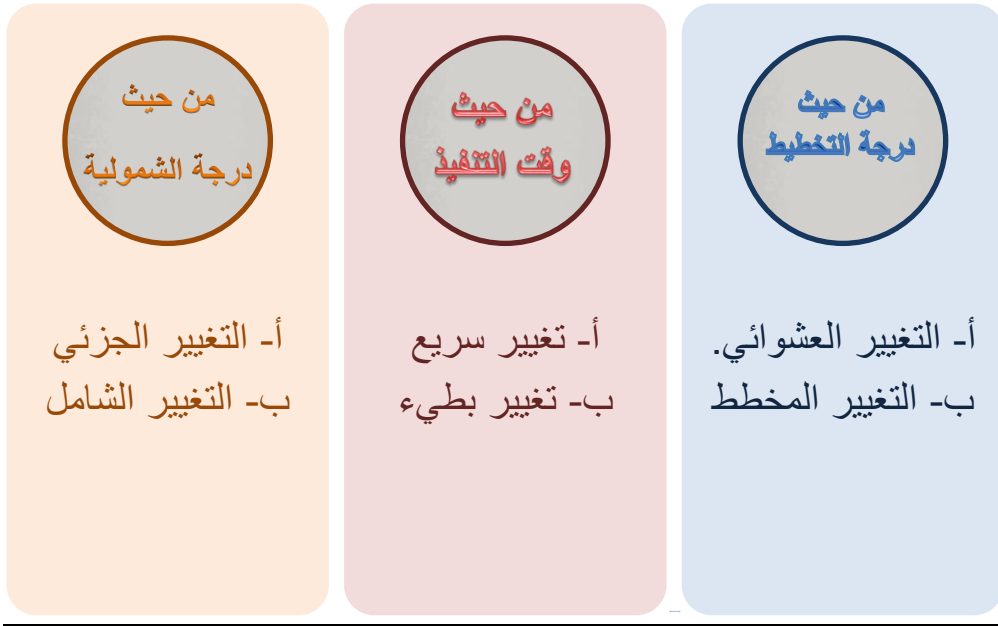 من حيث
درجة التخطيط
أ- التغيير العشوائي.
ب- التغيير المخطط
من حيث
وقت التنفيذ
أ- تغيير سريع
ب- تغيير بطيء
من حيث
درجة الشمولية
أ- التغيير الجزئي
ب- التغيير الشامل